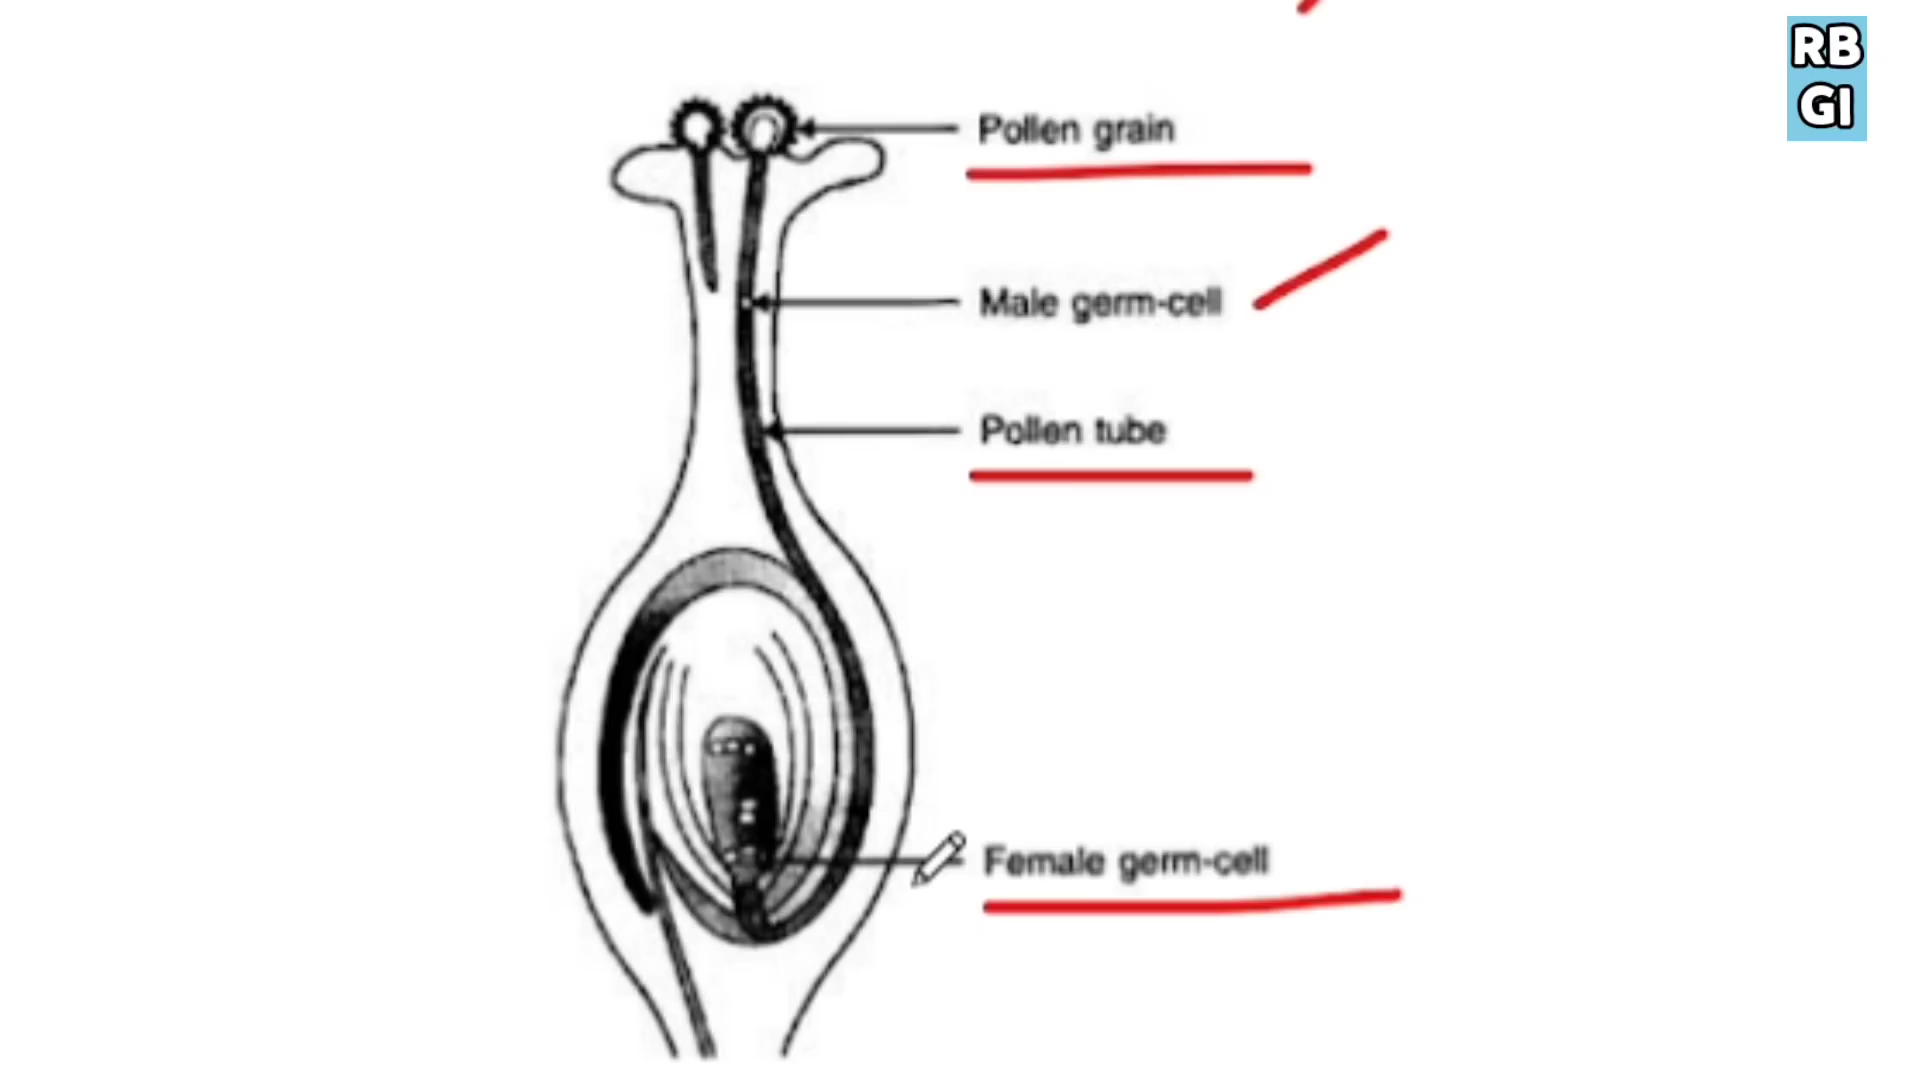 RB
GI
Pollen grain
Male germ-cell
Pollen tube
Female germ-cell